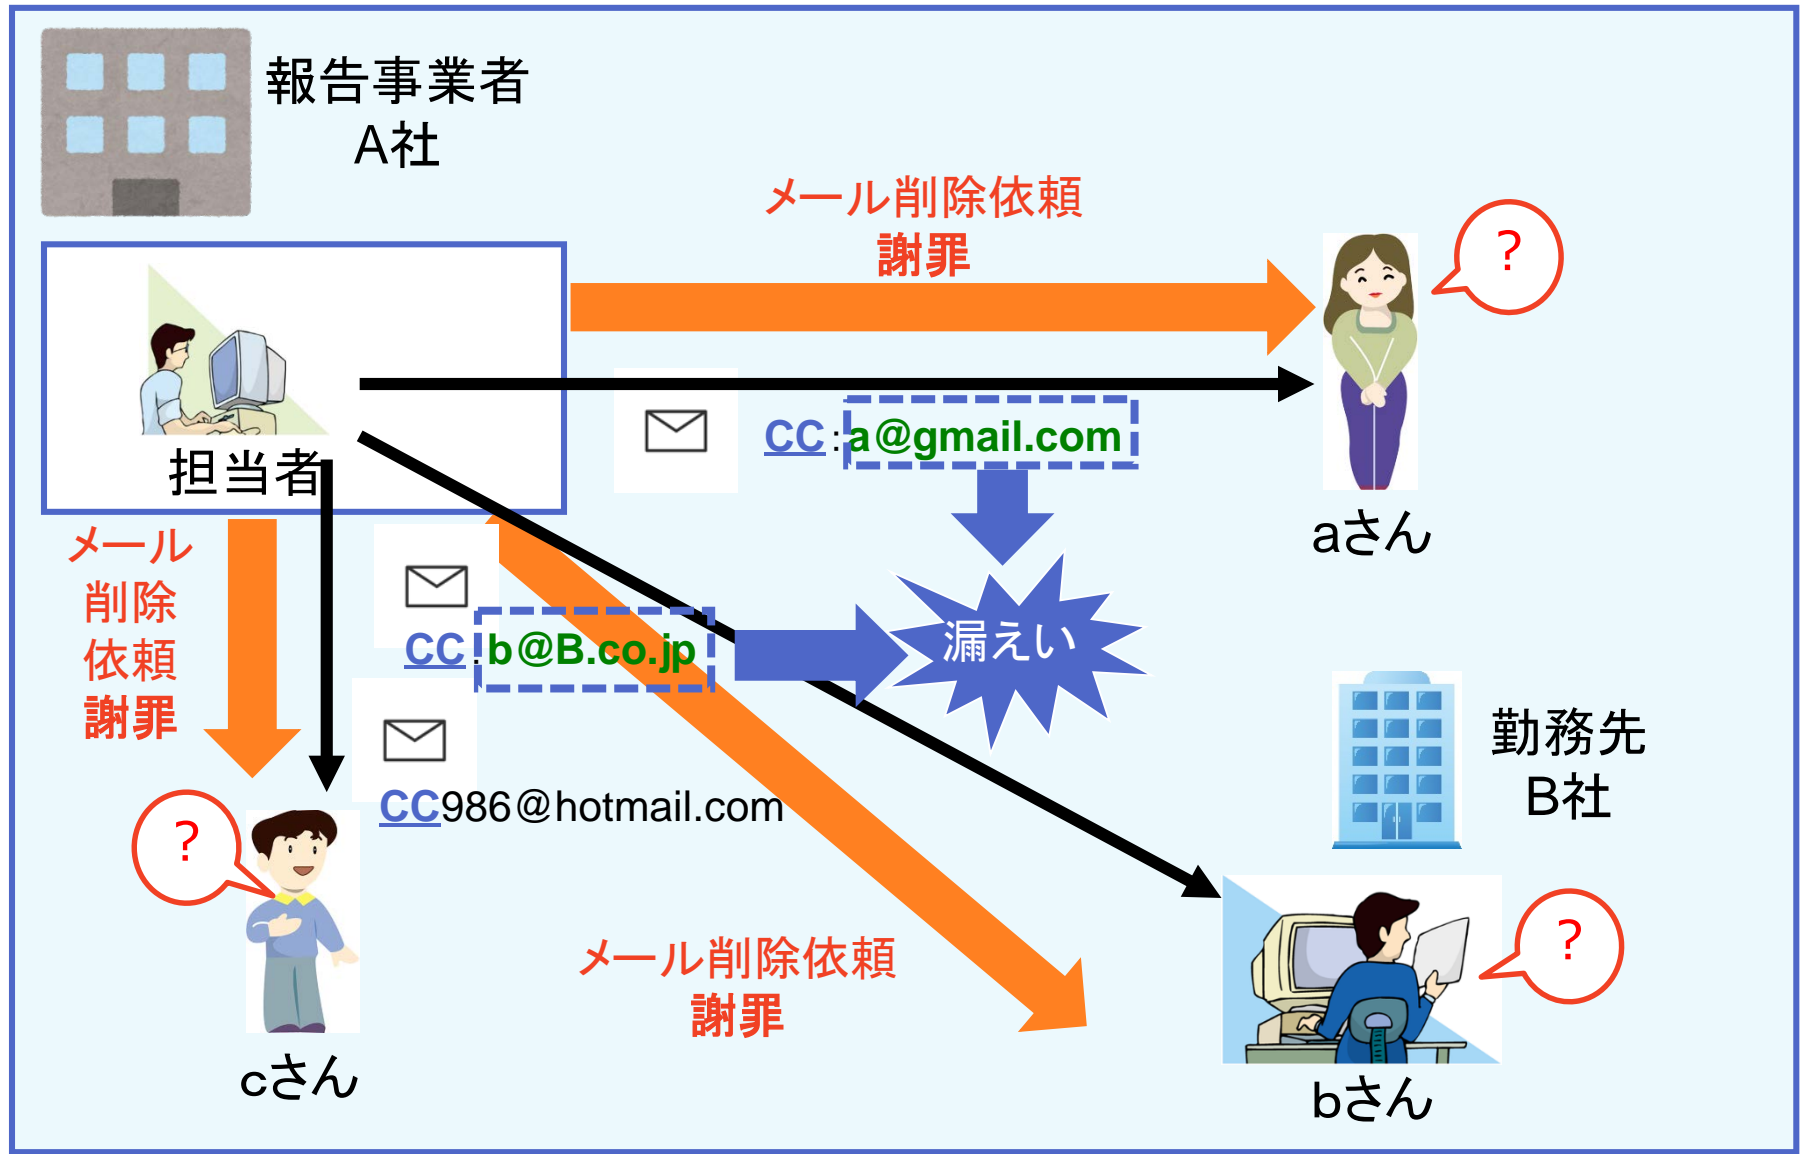 報告事業者
A社
メール削除依頼
謝罪
?
担当者
CC:a@gmail.com
aさん
メール
削除
依頼
謝罪
CC:b@B.co.jp
漏えい
勤務先
B社
CC986@hotmail.com
?
メール削除依頼
謝罪
?
cさん
bさん